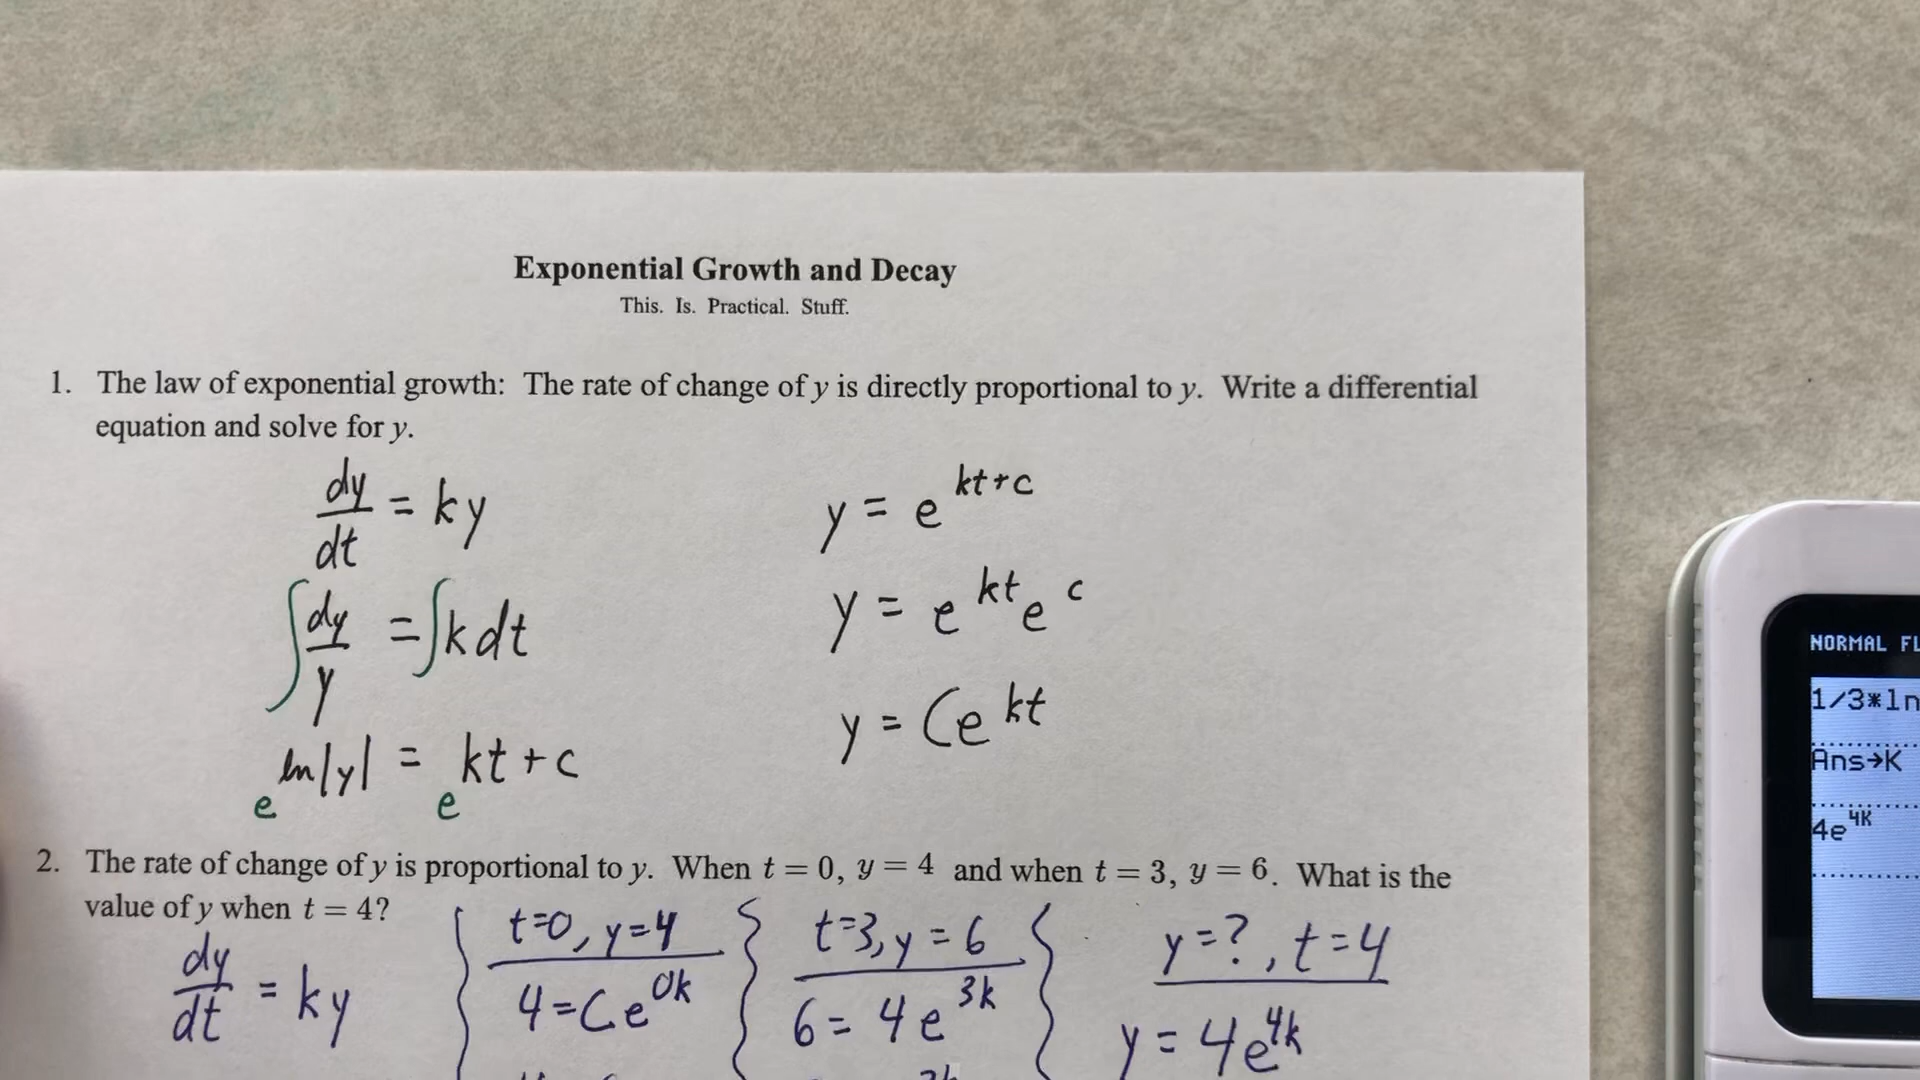 Exponential Growth and Decay
This. Is. Practical. Stuff.
1. The law of exponential growth: The rate of change of y is directly proportional to y. Write a differential
equation and solve for y.
dy/dt = ky
∫ dy/y = ∫ k dt
e^ln|y| = e^kt+c
y = e^kt+c
y = e^kt e^c
y = Ce^kt
2. The rate of change of y is proportional to y. When t = 0, y = 4 and when t = 3, y = 6. What is the
value of y when t = 4?
dy/dt = ky
t=0, y=4
4=Ce^0k
t=3, y=6
6=4e^3k
y=?, t=4
y=4e^4k
NORMAL FL
1/3*ln
Ans→K
4e^4K